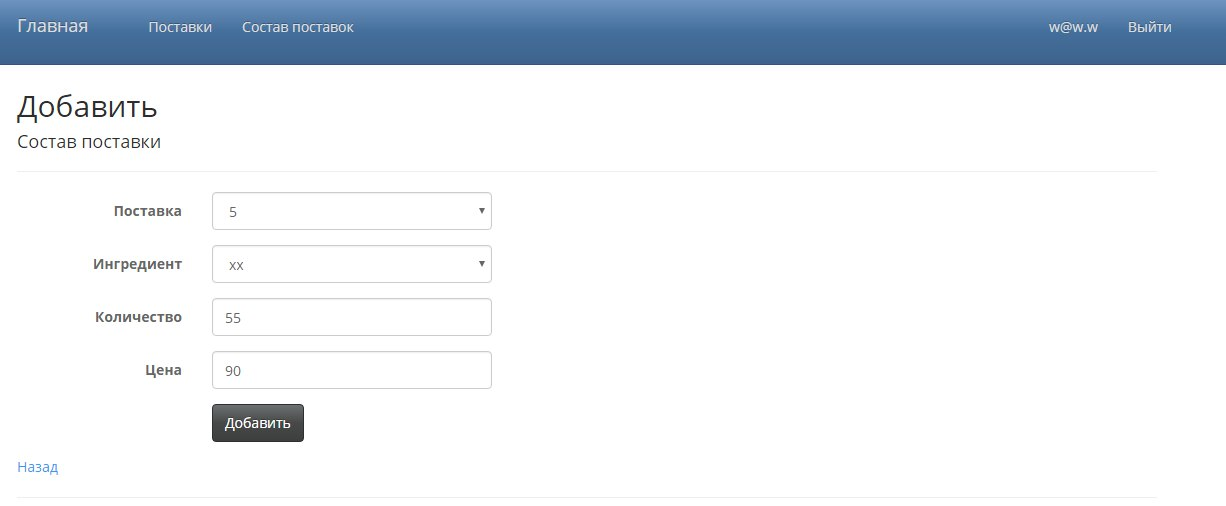 Главная Поставки Состав поставок w@w.w Выйти
Добавить
Состав поставки
Поставка 5
Ингредиент xx
Количество 55
Цена 90
Добавить
Назад